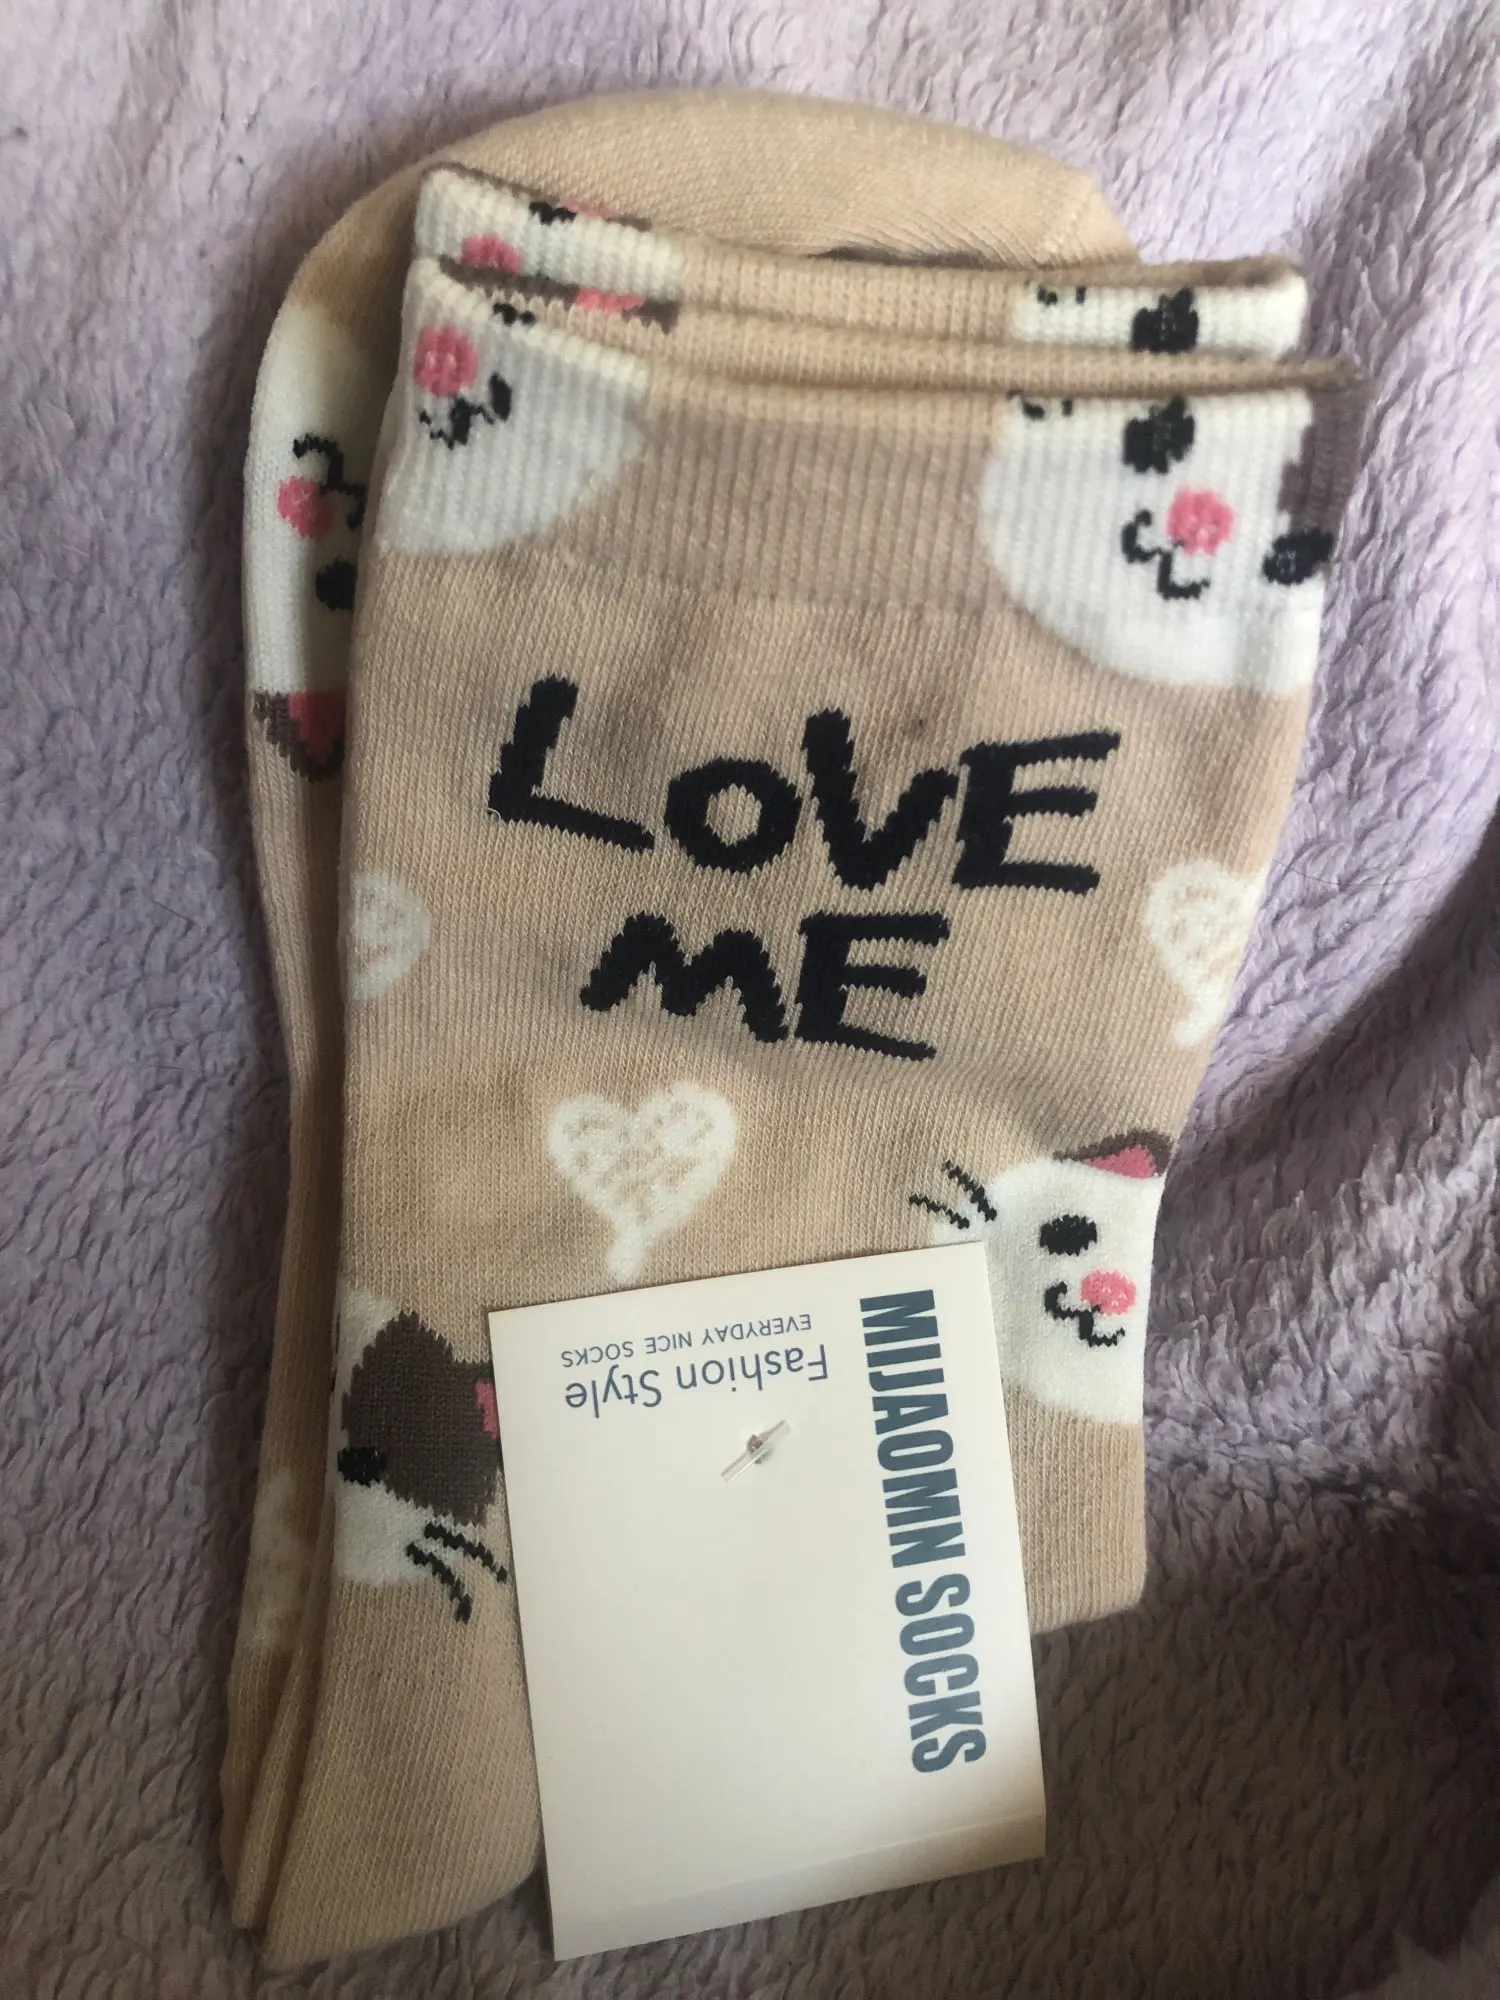 LOVE
ME
MIJAOMN SOCKS
Fashion Style
EVERYDAY NICE SOCKS